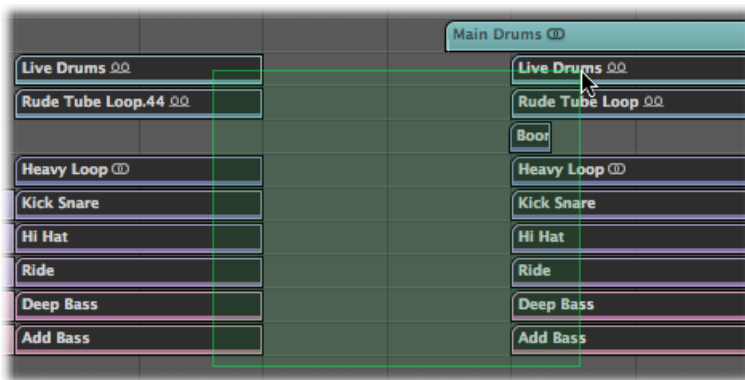 Main Drums
Live Drums Live Drums
Rude Tube Loop.44 Rude Tube Loop
Boor
Heavy Loop Heavy Loop
Kick Snare Kick Snare
Hi Hat Hi Hat
Ride Ride
Deep Bass Deep Bass
Add Bass Add Bass